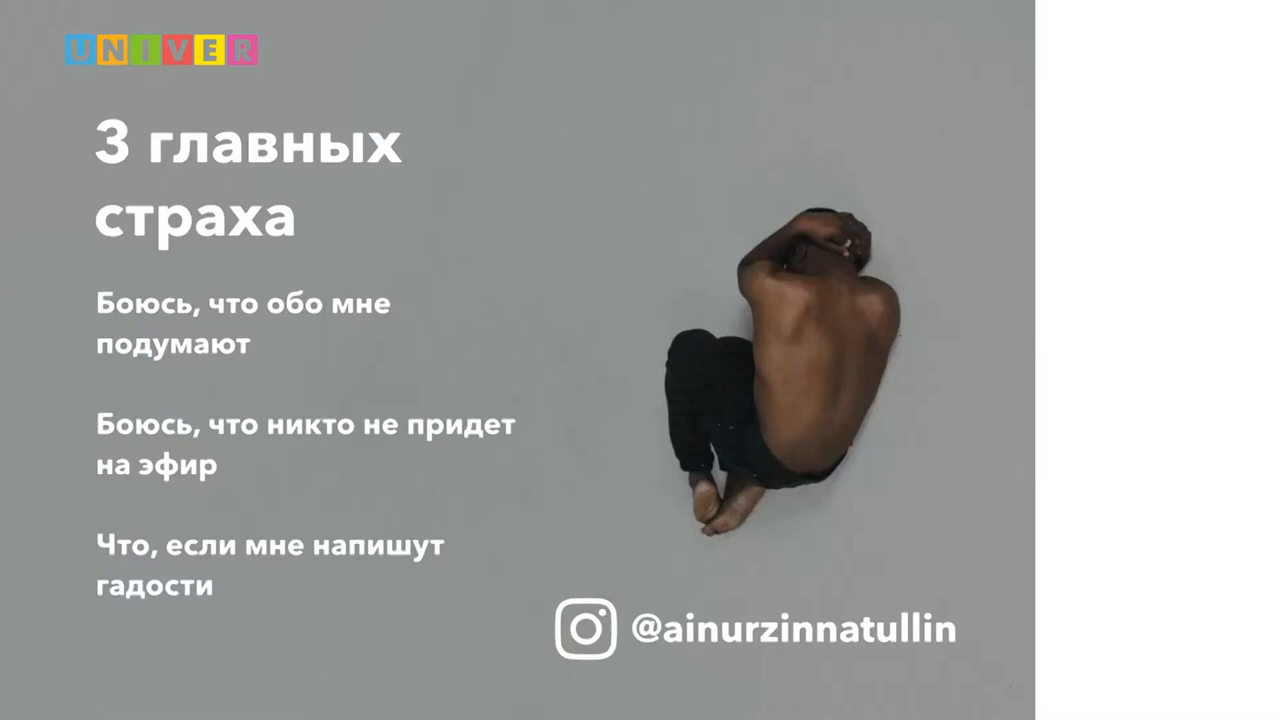 UNIVER
3 главных
страха
Боюсь, что обо мне
подумают
Боюсь, что никто не придет
на эфир
Что, если мне напишут
гадости
@ainurzinnatullin